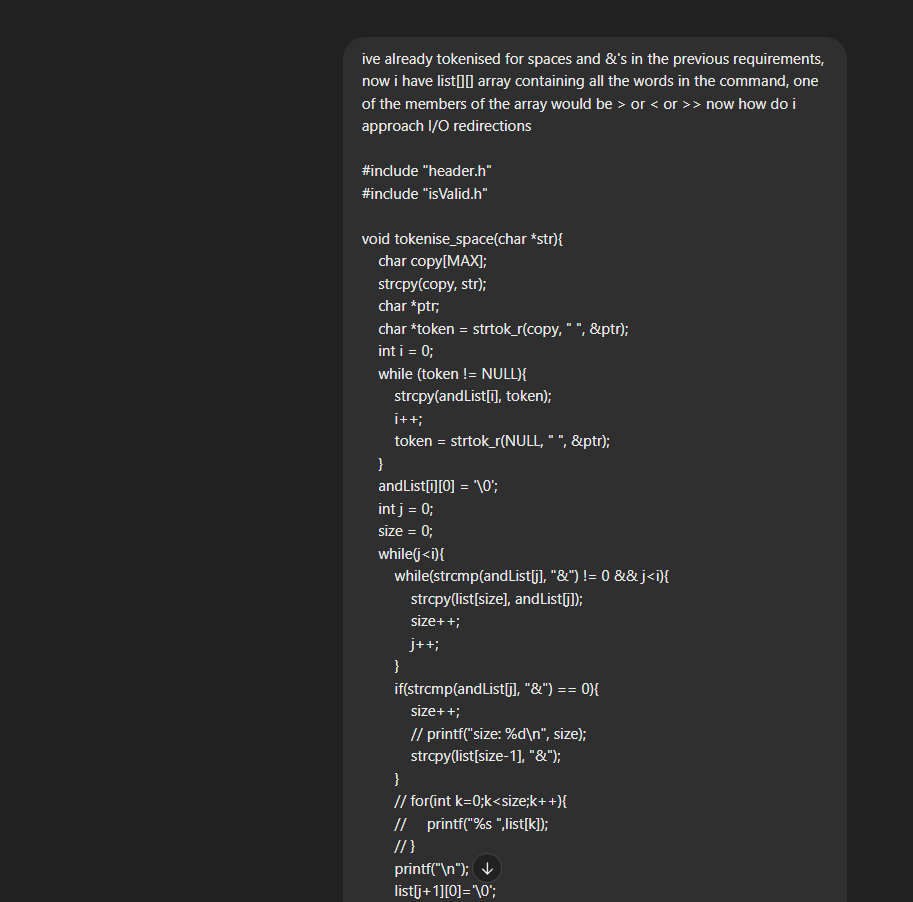 ive already tokenised for spaces and &'s in the previous requirements,
now i have list[][] array containing all the words in the command, one
of the members of the array would be > or < or >> now how do i
approach I/O redirections
#include "header.h"
#include "isValid.h"
void tokenise_space(char *str){
char copy[MAX];
strcpy(copy, str);
char *ptr;
char *token = strtok_r(copy, " ", &ptr);
int i = 0;
while (token != NULL){
strcpy(andList[i], token);
i++;
token = strtok_r(NULL, " ", &ptr);
}
andList[i][0] = '\0';
int j = 0;
size = 0;
while(j<i){
while(strcmp(andList[j], "&") != 0 && j<i){
strcpy(list[size], andList[j]);
size++;
j++;
}
if(strcmp(andList[j], "&") == 0){
size++;
// printf("size: %d\n", size);
strcpy(list[size-1], "&");
}
// for(int k=0;k<size;k++){
//     printf("%s ",list[k]);
// }
printf("\n");
list[j+1][0]='\0';